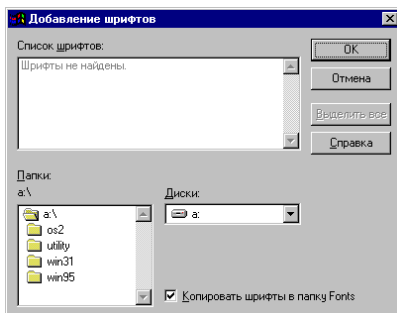 Добавление шрифтов
Список шрифтов:
Шрифты не найдены.
OK
Отмена
Выделить все
Справка
Папки:
a:\
a:\
os2
utility
win31
win95
Диски:
a:
Копировать шрифты в папку Fonts